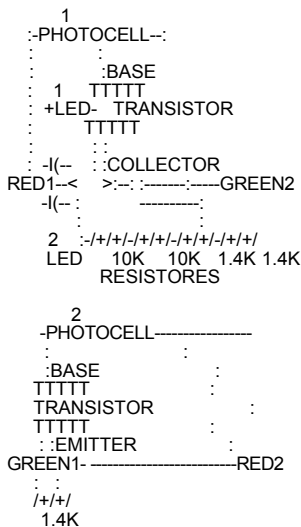 1
:-PHOTOCELL--:
: :
: :BASE
: 1 TTTTT
: +LED- TRANSISTOR
: TTTTT
: : :
: -I(-- : :COLLECTOR
RED1--< >:--: :-------:-----GREEN2
-I(-- : ----------:
: :
2 :-/+/+/-/+/+/-/+/+/-/+/+/
LED 10K 10K 1.4K 1.4K
RESISTORES
2
-PHOTOCELL-----------------
: :
:BASE :
TTTTT :
TRANSISTOR :
TTTTT :
: :EMITTER :
GREEN1- --------------------------RED2
: :
/+/+/
1.4K